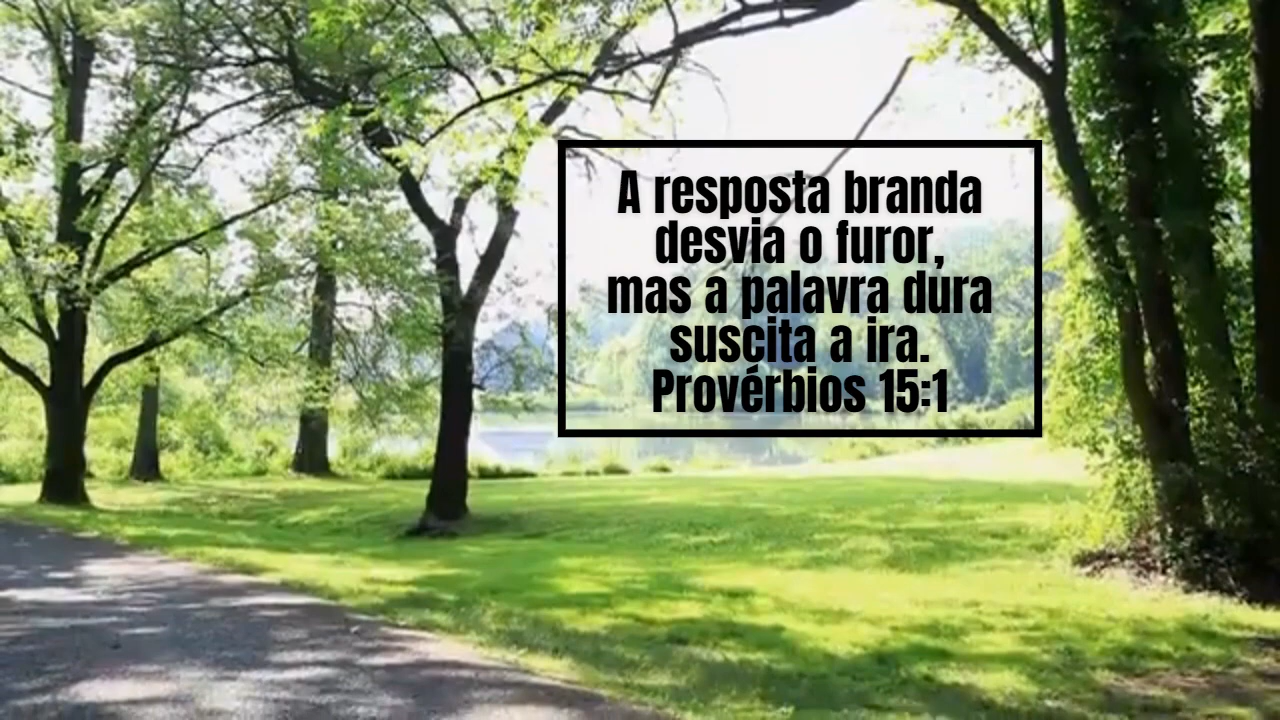 A resposta branda
desvia o furor,
mas a palavra dura
suscita a ira.
Provérbios 15:1